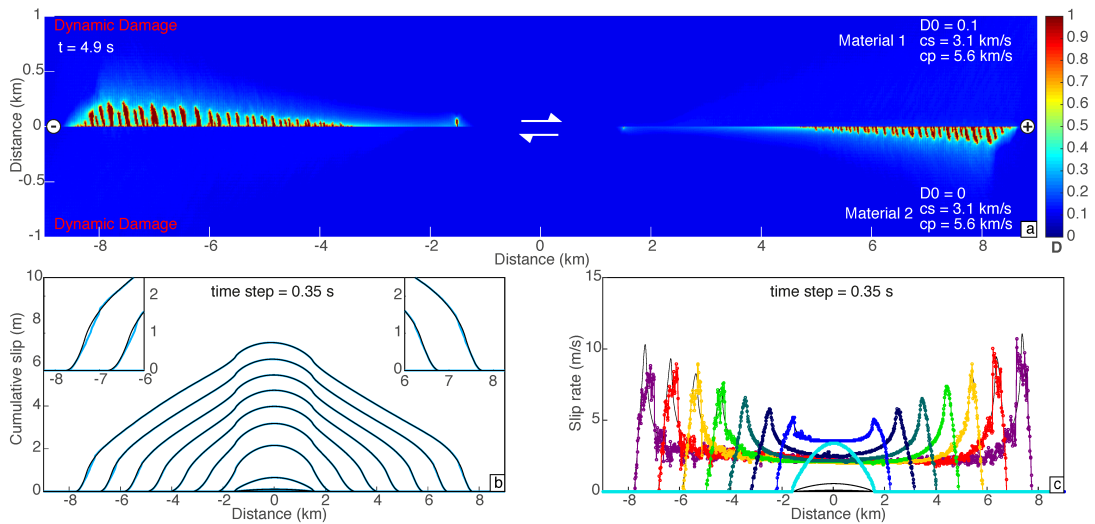 1
0.5
0
-0.5
-1
Distance (km)
Dynamic Damage
t = 4.9 s
Material 1
D0 = 0.1
cs = 3.1 km/s
cp = 5.6 km/s
-
+
Dynamic Damage
Material 2
D0 = 0
cs = 3.1 km/s
cp = 5.6 km/s
a
-8 -6 -4 -2 0 2 4 6 8
Distance (km)
1
0.9
0.8
0.7
0.6
0.5
0.4
0.3
0.2
0.1
0
D
10
8
6
4
2
0
Cumulative slip (m)
time step = 0.35 s
2
1
0
-8 -7 -6
2
1
0
6 7 8
b
-8 -6 -4 -2 0 2 4 6 8
Distance (km)
15
10
5
0
Slip rate (m/s)
time step = 0.35 s
c
-8 -6 -4 -2 0 2 4 6 8
Distance (km)